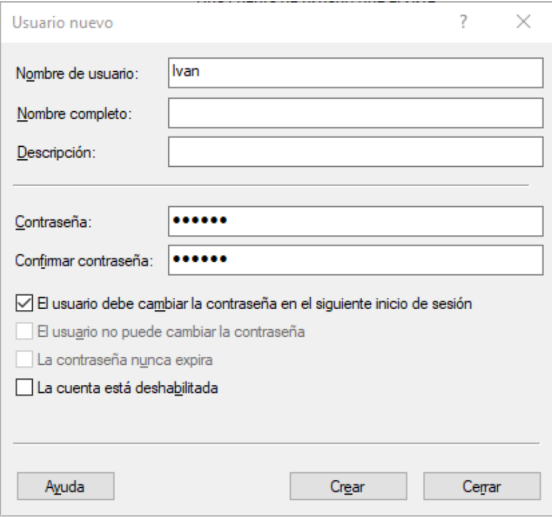 Usuario nuevo ? ×
Nombre de usuario: Ivan
Nombre completo:
Descripción:
Contraseña: ●●●●●●
Confirmar contraseña: ●●●●●●
El usuario debe cambiar la contraseña en el siguiente inicio de sesión
El usuario no puede cambiar la contraseña
La contraseña nunca expira
La cuenta está deshabilitada
Ayuda Crear Cerrar